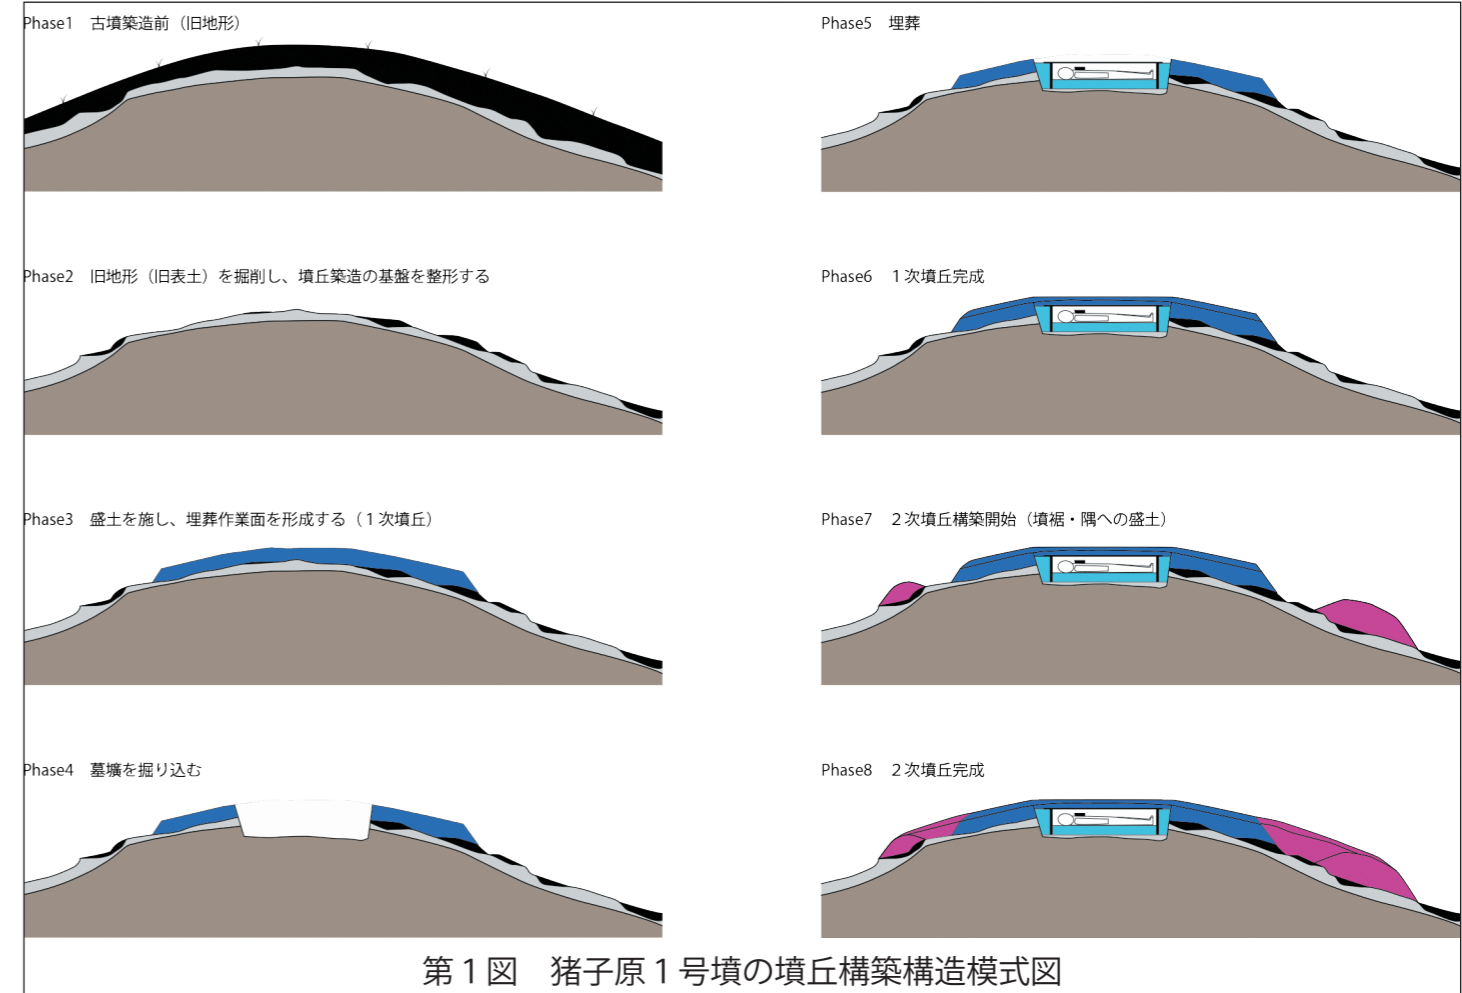 Phase1　古墳築造前（旧地形）
Phase2　旧地形（旧表土）を掘削し、墳丘築造の基盤を整形する
Phase3　盛土を施し、埋葬作業面を形成する（１次墳丘）
Phase4　墓壙を掘り込む
Phase5　埋葬
Phase6　１次墳丘完成
Phase7　２次墳丘構築開始（墳裾・隅への盛土）
Phase8　２次墳丘完成
第１図　猪子原１号墳の墳丘構築構造模式図